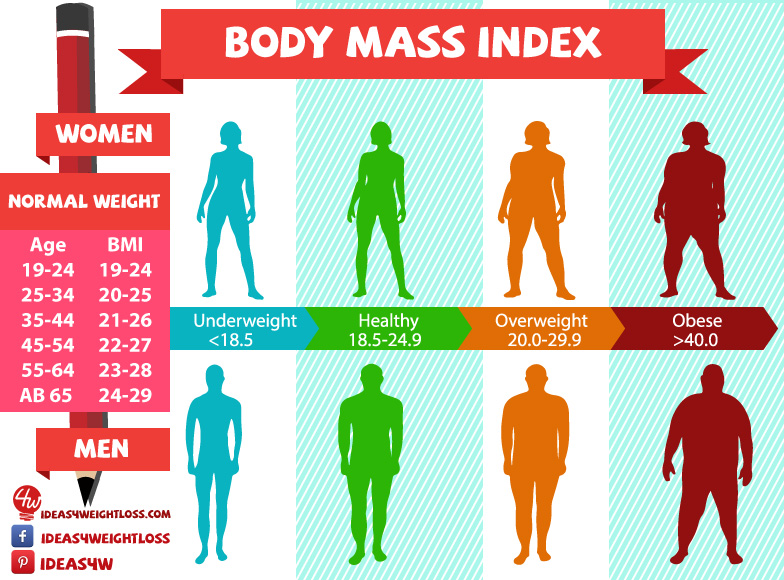 BODY MASS INDEX
WOMEN
NORMAL WEIGHT
Age BMI
19-24 19-24
25-34 20-25
35-44 21-26
45-54 22-27
55-64 23-28
AB 65 24-29
Underweight
<18.5
Healthy
18.5-24.9
Overweight
20.0-29.9
Obese
>40.0
MEN
4W
IDEAS4WEIGHTLOSS.COM
f IDEAS4WEIGHTLOSS
IDEAS4W